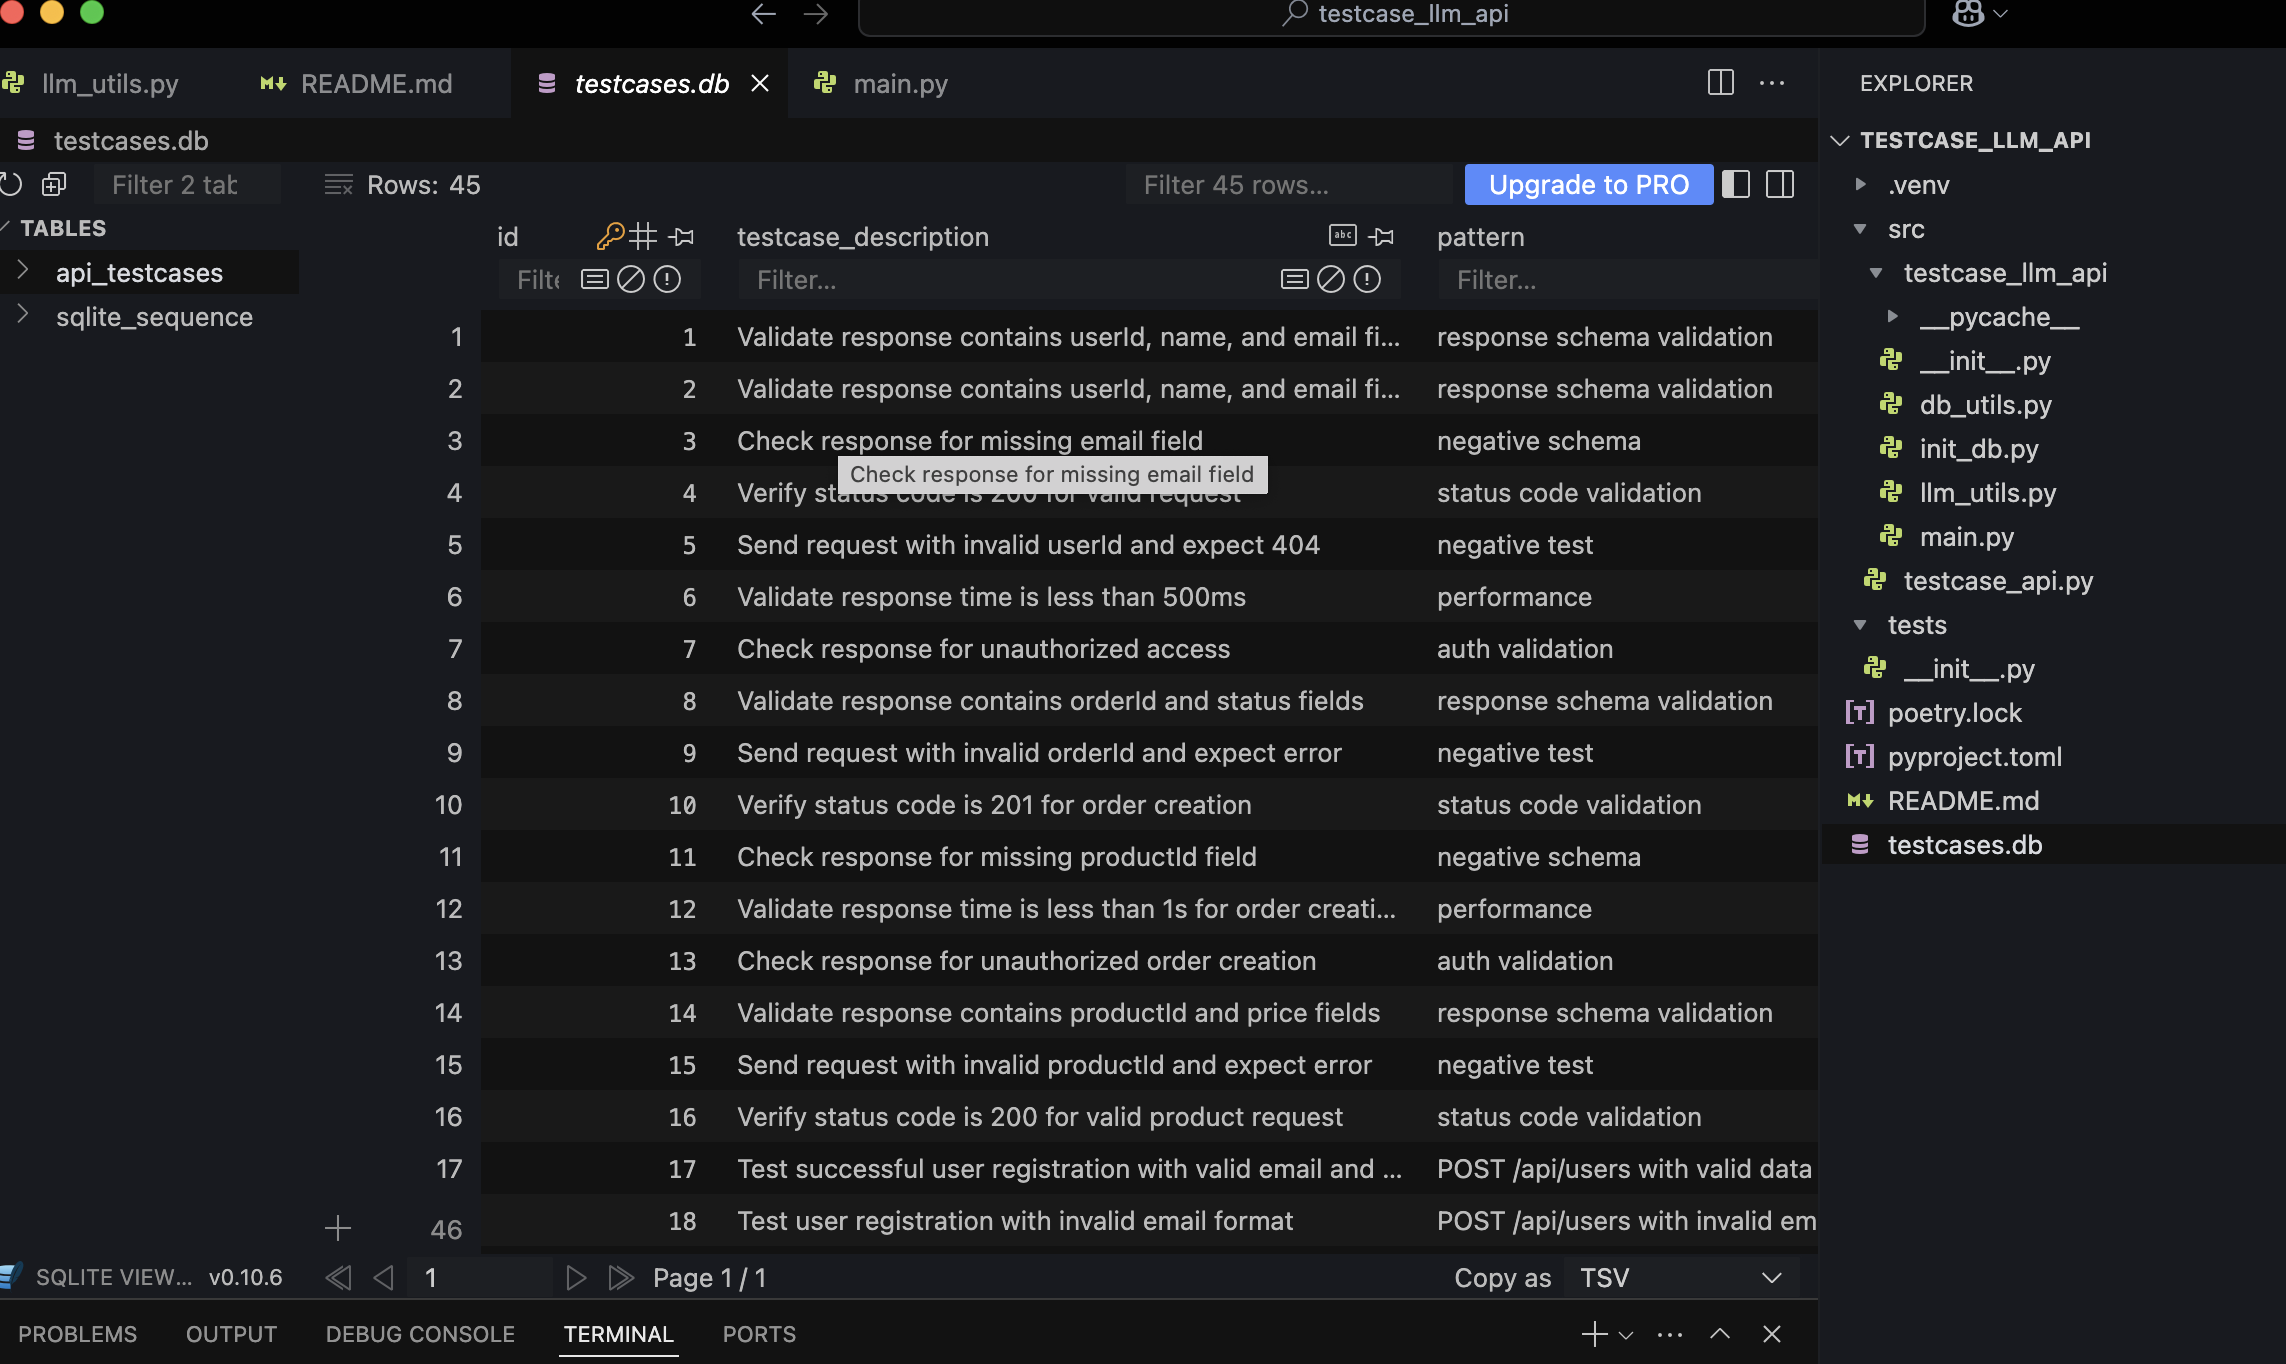 testcase_llm_api
llm_utils.py README.md testcases.db main.py
testcases.db
Filter 2 tab Rows: 45 Filter 45 rows... Upgrade to PRO
TABLES
api_testcases
sqlite_sequence
id testcase_description pattern
Filte Filter... Filter...
1 1 Validate response contains userId, name, and email fi... response schema validation
2 2 Validate response contains userId, name, and email fi... response schema validation
3 3 Check response for missing email field negative schema
Check response for missing email field
4 4 Verify status code is 200 for valid request status code validation
5 5 Send request with invalid userId and expect 404 negative test
6 6 Validate response time is less than 500ms performance
7 7 Check response for unauthorized access auth validation
8 8 Validate response contains orderId and status fields response schema validation
9 9 Send request with invalid orderId and expect error negative test
10 10 Verify status code is 201 for order creation status code validation
11 11 Check response for missing productId field negative schema
12 12 Validate response time is less than 1s for order creati... performance
13 13 Check response for unauthorized order creation auth validation
14 14 Validate response contains productId and price fields response schema validation
15 15 Send request with invalid productId and expect error negative test
16 16 Verify status code is 200 for valid product request status code validation
17 17 Test successful user registration with valid email and ... POST /api/users with valid data
46 18 Test user registration with invalid email format POST /api/users with invalid em
SQLITE VIEW... v0.10.6 1 Page 1 / 1 Copy as TSV
PROBLEMS OUTPUT DEBUG CONSOLE TERMINAL PORTS
EXPLORER
TESTCASE_LLM_API
.venv
src
testcase_llm_api
__pycache__
__init__.py
db_utils.py
init_db.py
llm_utils.py
main.py
testcase_api.py
tests
__init__.py
poetry.lock
pyproject.toml
README.md
testcases.db